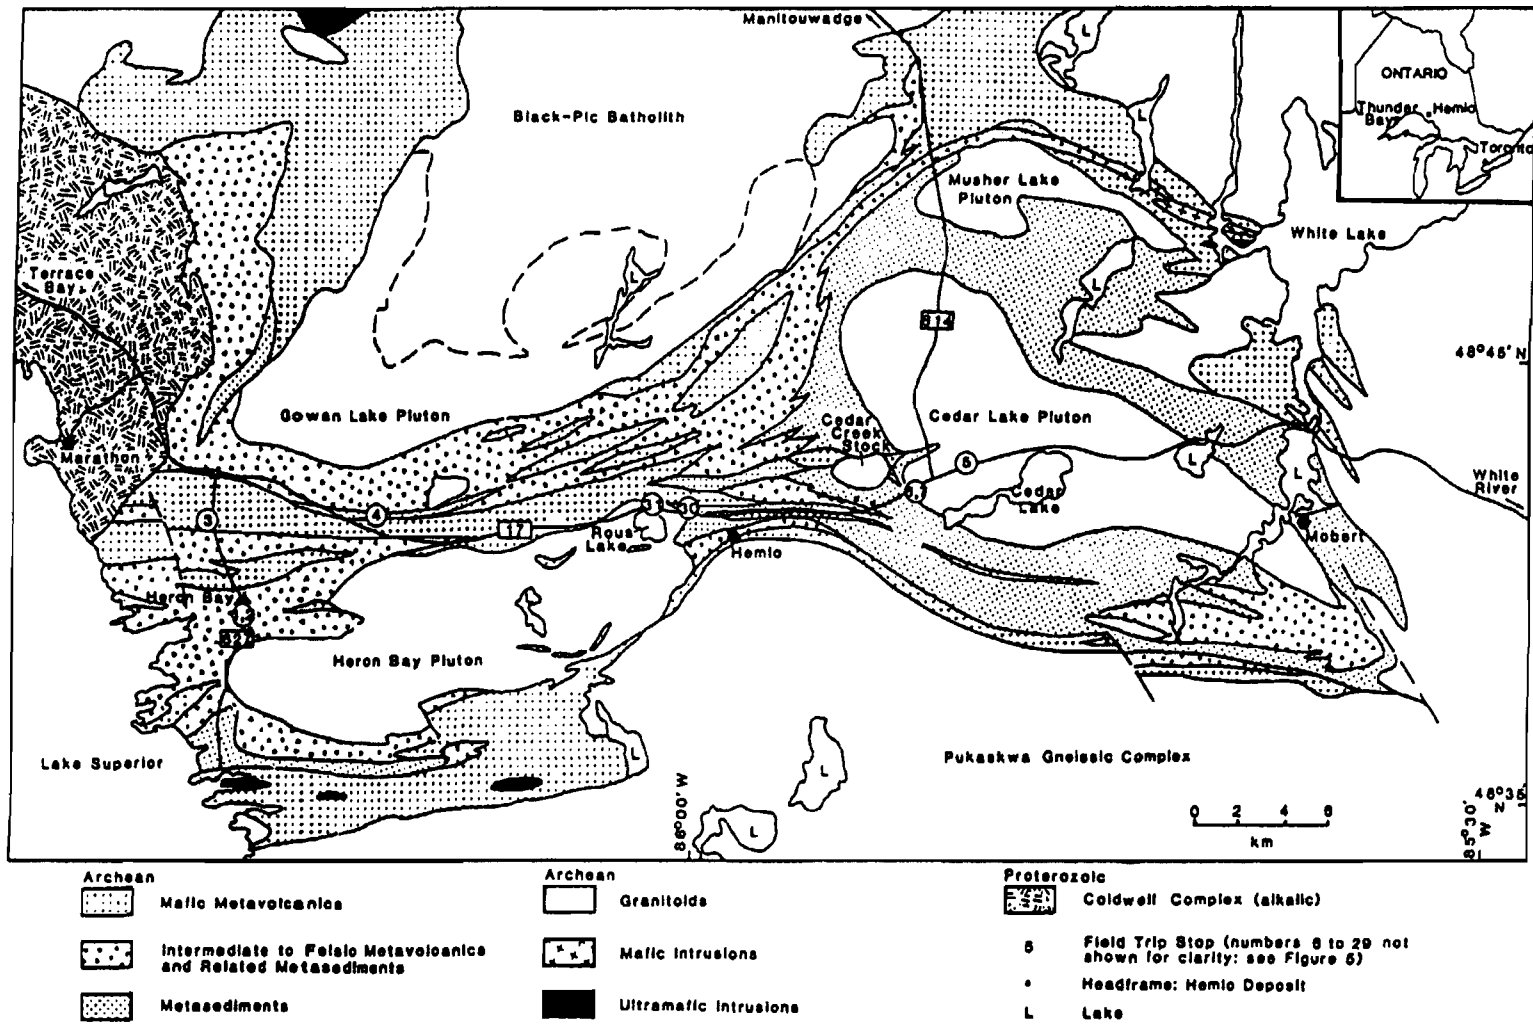 Manitouwadge
L
ONTARIO
Thunder Bay
Hemlo
Toronto
Black-Pic Batholith
L
Musher Lake
Pluton
White Lake
Terrace
Bay
L
L
614
48°45' N
Gowan Lake Pluton
Cedar Lake Pluton
Cedar
Creek
Stock
Marathon
5
L
L
White
River
3
4
17
31
30
1,
Rous
Lake
Cedar
Lake
Hemlo
Mobert
Heron Bay
2
627
Heron Bay Pluton
Lake Superior
L
L
L
Pukaskwa Gneissic Complex
86°00' W
0 2 4 6
km
48°35'
N
85°30'
W
Archean
Mafic Metavolcanics
Intermediate to Felsic Metavolcanics
and Related Metasediments
Metasediments
Archean
Granitoids
Mafic Intrusions
Ultramafic Intrusions
Proterozoic
Coldwell Complex (alkalic)
5 Field Trip Stop (numbers 6 to 29 not
shown for clarity: see Figure 5)
Headframe: Hemlo Deposit
L Lake